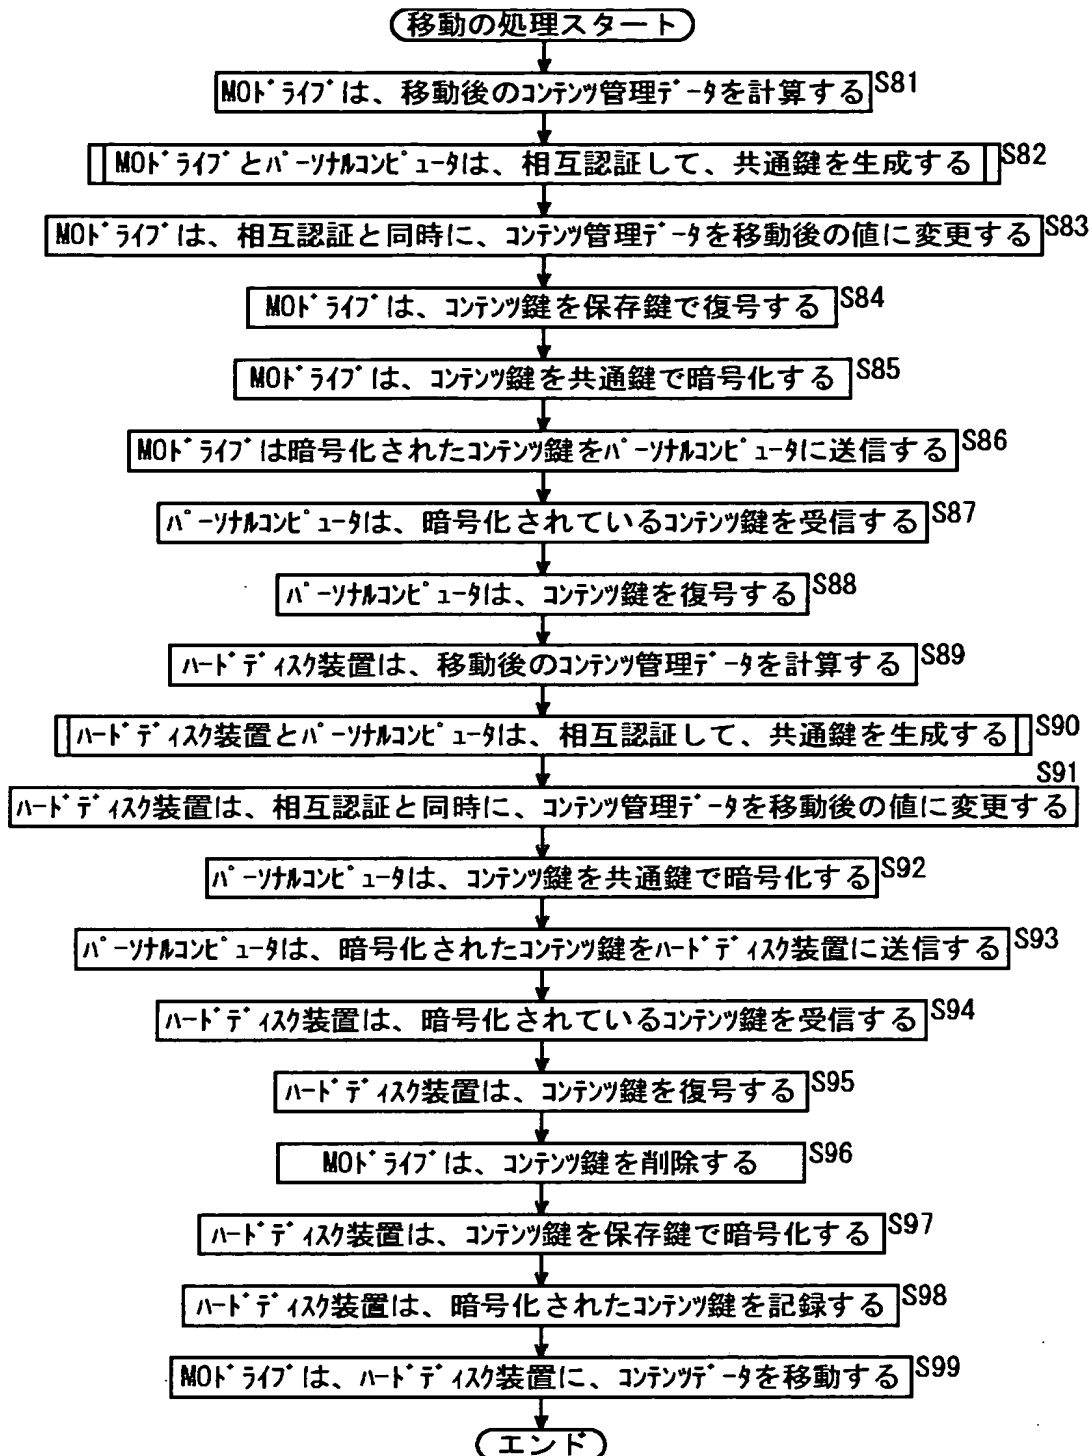 移動の処理スタート
MOドライブは、移動後のコンテンツ管理データを計算する S81
MOドライブとパーソナルコンピュータは、相互認証して、共通鍵を生成する S82
MOドライブは、相互認証と同時に、コンテンツ管理データを移動後の値に変更する S83
MOドライブは、コンテンツ鍵を保存鍵で復号する S84
MOドライブは、コンテンツ鍵を共通鍵で暗号化する S85
MOドライブは暗号化されたコンテンツ鍵をパーソナルコンピュータに送信する S86
パーソナルコンピュータは、暗号化されているコンテンツ鍵を受信する S87
パーソナルコンピュータは、コンテンツ鍵を復号する S88
ハードディスク装置は、移動後のコンテンツ管理データを計算する S89
ハードディスク装置とパーソナルコンピュータは、相互認証して、共通鍵を生成する S90
S91
ハードディスク装置は、相互認証と同時に、コンテンツ管理データを移動後の値に変更する
パーソナルコンピュータは、コンテンツ鍵を共通鍵で暗号化する S92
パーソナルコンピュータは、暗号化されたコンテンツ鍵をハードディスク装置に送信する S93
ハードディスク装置は、暗号化されているコンテンツ鍵を受信する S94
ハードディスク装置は、コンテンツ鍵を復号する S95
MOドライブは、コンテンツ鍵を削除する S96
ハードディスク装置は、コンテンツ鍵を保存鍵で暗号化する S97
ハードディスク装置は、暗号化されたコンテンツ鍵を記録する S98
MOドライブは、ハードディスク装置に、コンテンツデータを移動する S99
エンド